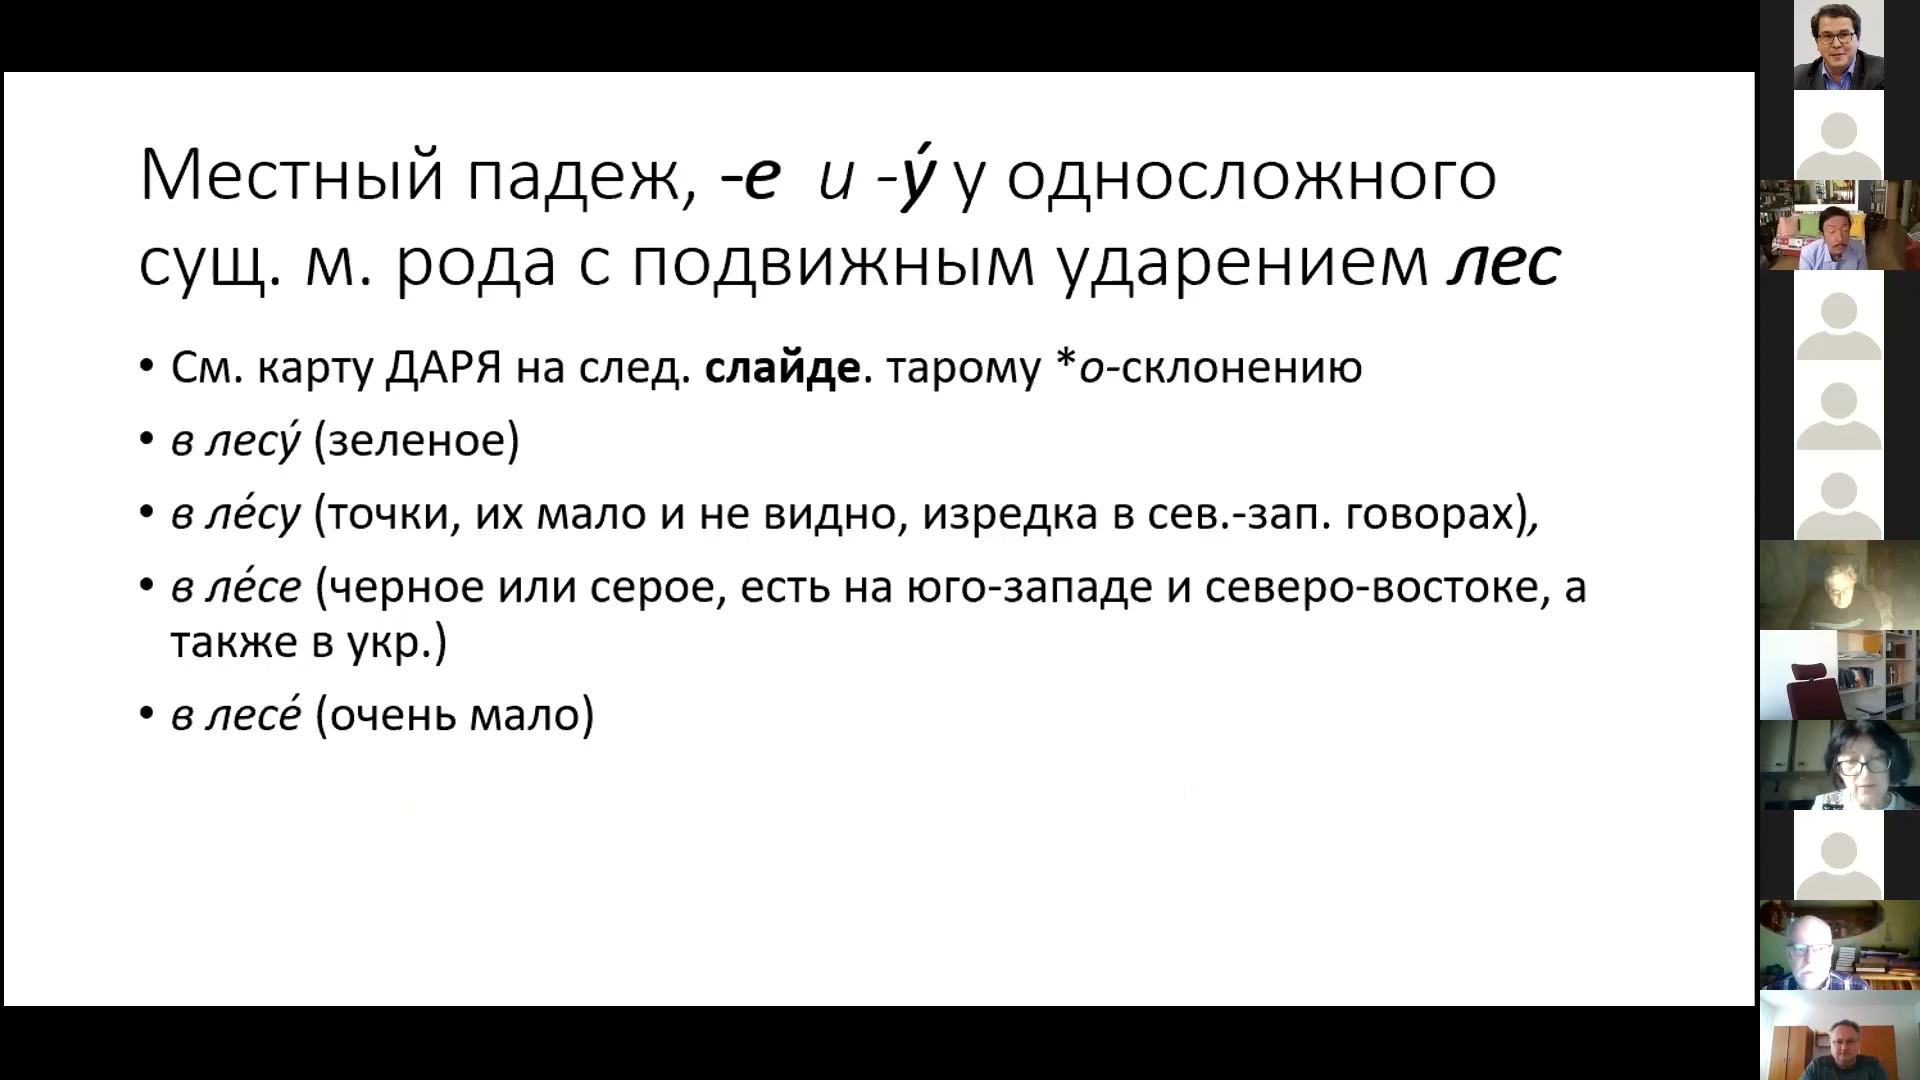 Местный падеж, -е и -у́ у односложного
сущ. м. рода с подвижным ударением лес
• См. карту ДАРЯ на след. слайде. тарому *о-склонению
• в лесу́ (зеленое)
• в ле́су (точки, их мало и не видно, изредка в сев.-зап. говорах),
• в ле́се (черное или серое, есть на юго-западе и северо-востоке, а
также в укр.)
• в лесе́ (очень мало)